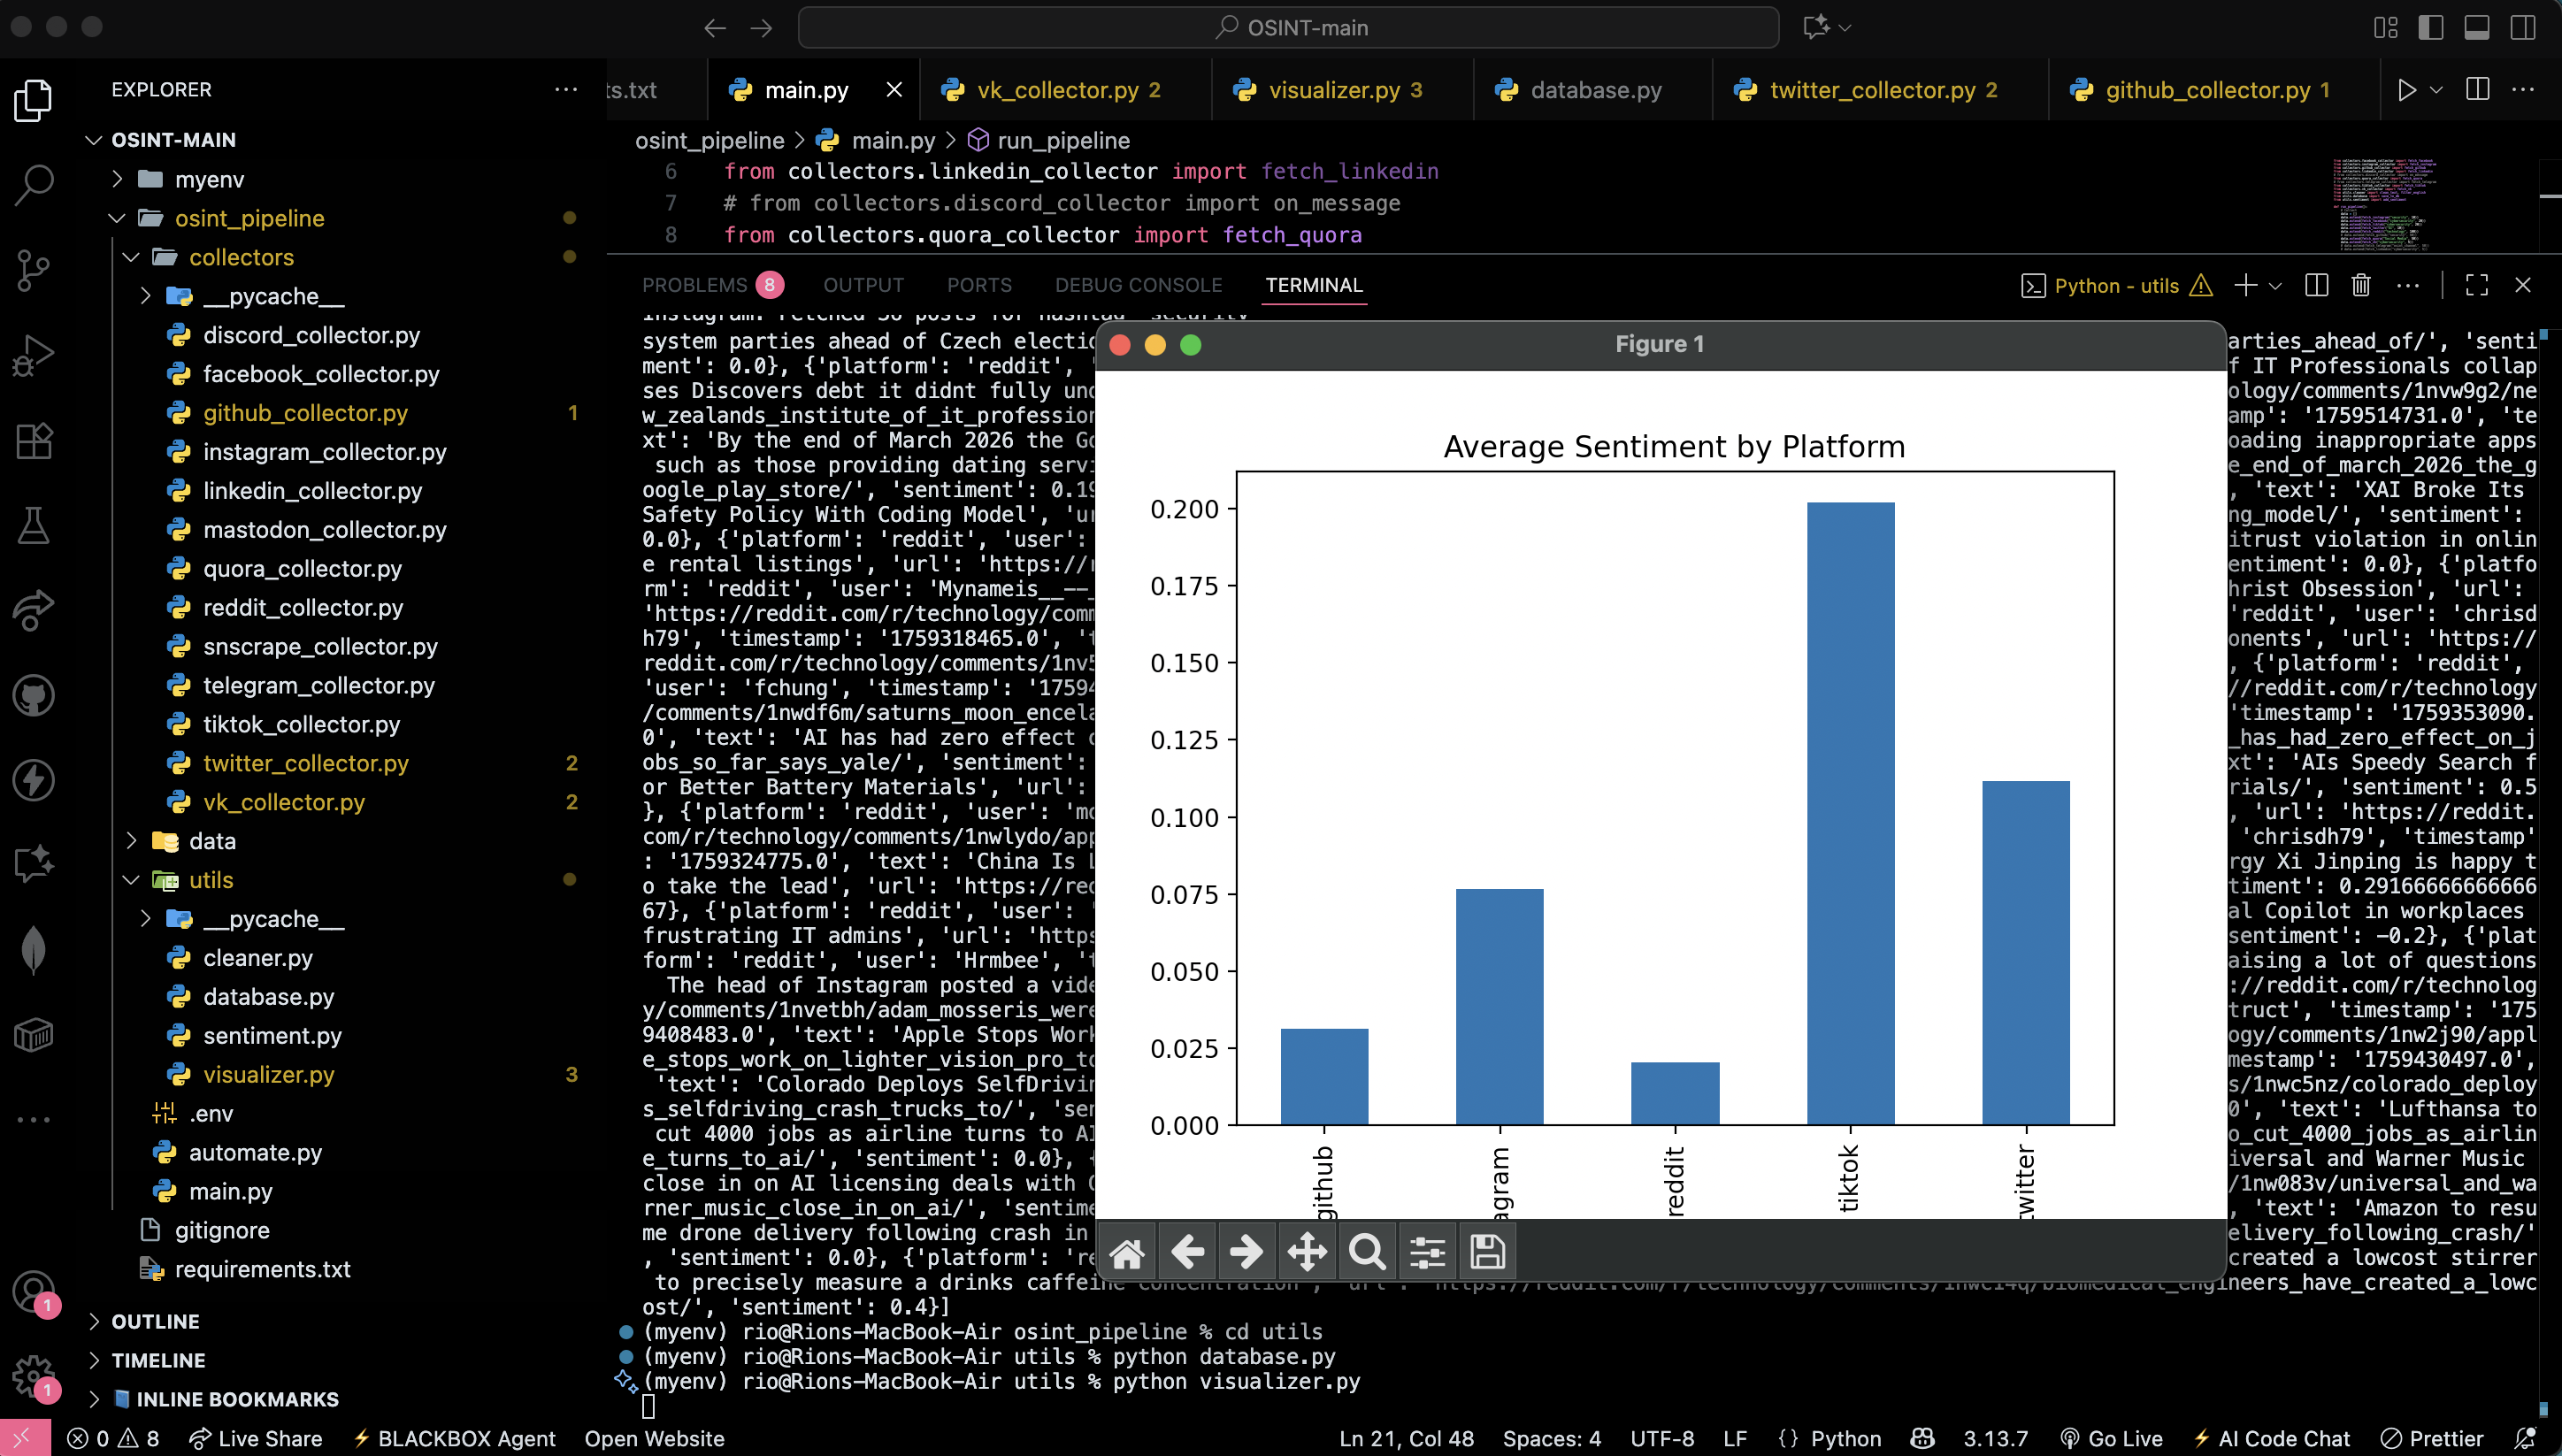 OSINT-main
EXPLORER
OSINT-MAIN
myenv
osint_pipeline
collectors
__pycache__
discord_collector.py
facebook_collector.py
github_collector.py 1
instagram_collector.py
linkedin_collector.py
mastodon_collector.py
quora_collector.py
reddit_collector.py
snscrape_collector.py
telegram_collector.py
tiktok_collector.py
twitter_collector.py 2
vk_collector.py 2
data
utils
__pycache__
cleaner.py
database.py
sentiment.py
visualizer.py 3
.env
automate.py
main.py
gitignore
requirements.txt
OUTLINE
TIMELINE
INLINE BOOKMARKS
1
1
ts.txt main.py vk_collector.py 2 visualizer.py 3 database.py twitter_collector.py 2 github_collector.py 1
osint_pipeline > main.py > run_pipeline
6 from collectors.linkedin_collector import fetch_linkedin
7 # from collectors.discord_collector import on_message
8 from collectors.quora_collector import fetch_quora
PROBLEMS 8 OUTPUT PORTS DEBUG CONSOLE TERMINAL Python - utils
system parties ahead of Czech electi
ment': 0.0}, {'platform': 'reddit',
ses Discovers debt it didnt fully un
w_zealands_institute_of_it_profession
xt': 'By the end of March 2026 the G
such as those providing dating serv
oogle_play_store/', 'sentiment': 0.19
Safety Policy With Coding Model', 'u
0.0}, {'platform': 'reddit', 'user':
e rental listings', 'url': 'https://
rm': 'reddit', 'user': 'Mynameis__--_
'https://reddit.com/r/technology/com
h79', 'timestamp': '1759318465.0', 't
reddit.com/r/technology/comments/1nv5
'user': 'fchung', 'timestamp': '1759
/comments/1nwdf6m/saturns_moon_encela
0', 'text': 'AI has had zero effect
obs_so_far_says_yale/', 'sentiment':
or Better Battery Materials', 'url':
}, {'platform': 'reddit', 'user': 'm
com/r/technology/comments/1nwlydo/app
: '1759324775.0', 'text': 'China Is
o take the lead', 'url': 'https://re
67}, {'platform': 'reddit', 'user': '
frustrating IT admins', 'url': 'http
form': 'reddit', 'user': 'Hrmbee', '
The head of Instagram posted a vid
y/comments/1nvetbh/adam_mosseris_were
9408483.0', 'text': 'Apple Stops Wor
e_stops_work_on_lighter_vision_pro_t
'text': 'Colorado Deploys SelfDrivi
s_selfdriving_crash_trucks_to/', 'se
cut 4000 jobs as airline turns to A
e_turns_to_ai/', 'sentiment': 0.0},
close in on AI licensing deals with
rner_music_close_in_on_ai/', 'sentim
me drone delivery following crash in
, 'sentiment': 0.0}, {'platform': 're
to precisely measure a drinks caffeine concentration', 'url': 'https://reddit.com/r/technology/comments/1nwc14q/biomedical_engineers_have_created_a_lowc
ost/', 'sentiment': 0.4}]
(myenv) rio@Rions-MacBook-Air osint_pipeline % cd utils
(myenv) rio@Rions-MacBook-Air utils % python database.py
(myenv) rio@Rions-MacBook-Air utils % python visualizer.py
Figure 1
Average Sentiment by Platform
0.200
0.175
0.150
0.125
0.100
0.075
0.050
0.025
0.000
github
agram
reddit
tiktok
twitter
arties_ahead_of/', 'senti
f IT Professionals collap
ology/comments/1nvw9g2/ne
amp': '1759514731.0', 'te
oading inappropriate apps
e_end_of_march_2026_the_g
, 'text': 'XAI Broke Its
ng_model/', 'sentiment':
itrust violation in onlin
entiment': 0.0}, {'platfo
hrist Obsession', 'url':
'reddit', 'user': 'chrisd
onents', 'url': 'https://
, {'platform': 'reddit',
//reddit.com/r/technology
'timestamp': '1759353090.
_has_had_zero_effect_on_j
xt': 'AIs Speedy Search f
rials/', 'sentiment': 0.5
, 'url': 'https://reddit.
'chrisdh79', 'timestamp'
rgy Xi Jinping is happy t
timent': 0.29166666666666
al Copilot in workplaces
sentiment': -0.2}, {'plat
aising a lot of questions
://reddit.com/r/technolog
truct', 'timestamp': '175
ogy/comments/1nw2j90/appl
mestamp': '1759430497.0',
s/1nwc5nz/colorado_deploy
0', 'text': 'Lufthansa to
o_cut_4000_jobs_as_airlin
iversal and Warner Music
/1nw083v/universal_and_wa
, 'text': 'Amazon to resu
elivery_following_crash/'
created a lowcost stirrer
0 8 Live Share BLACKBOX Agent Open Website Ln 21, Col 48 Spaces: 4 UTF-8 LF {} Python 3.13.7 Go Live AI Code Chat Prettier